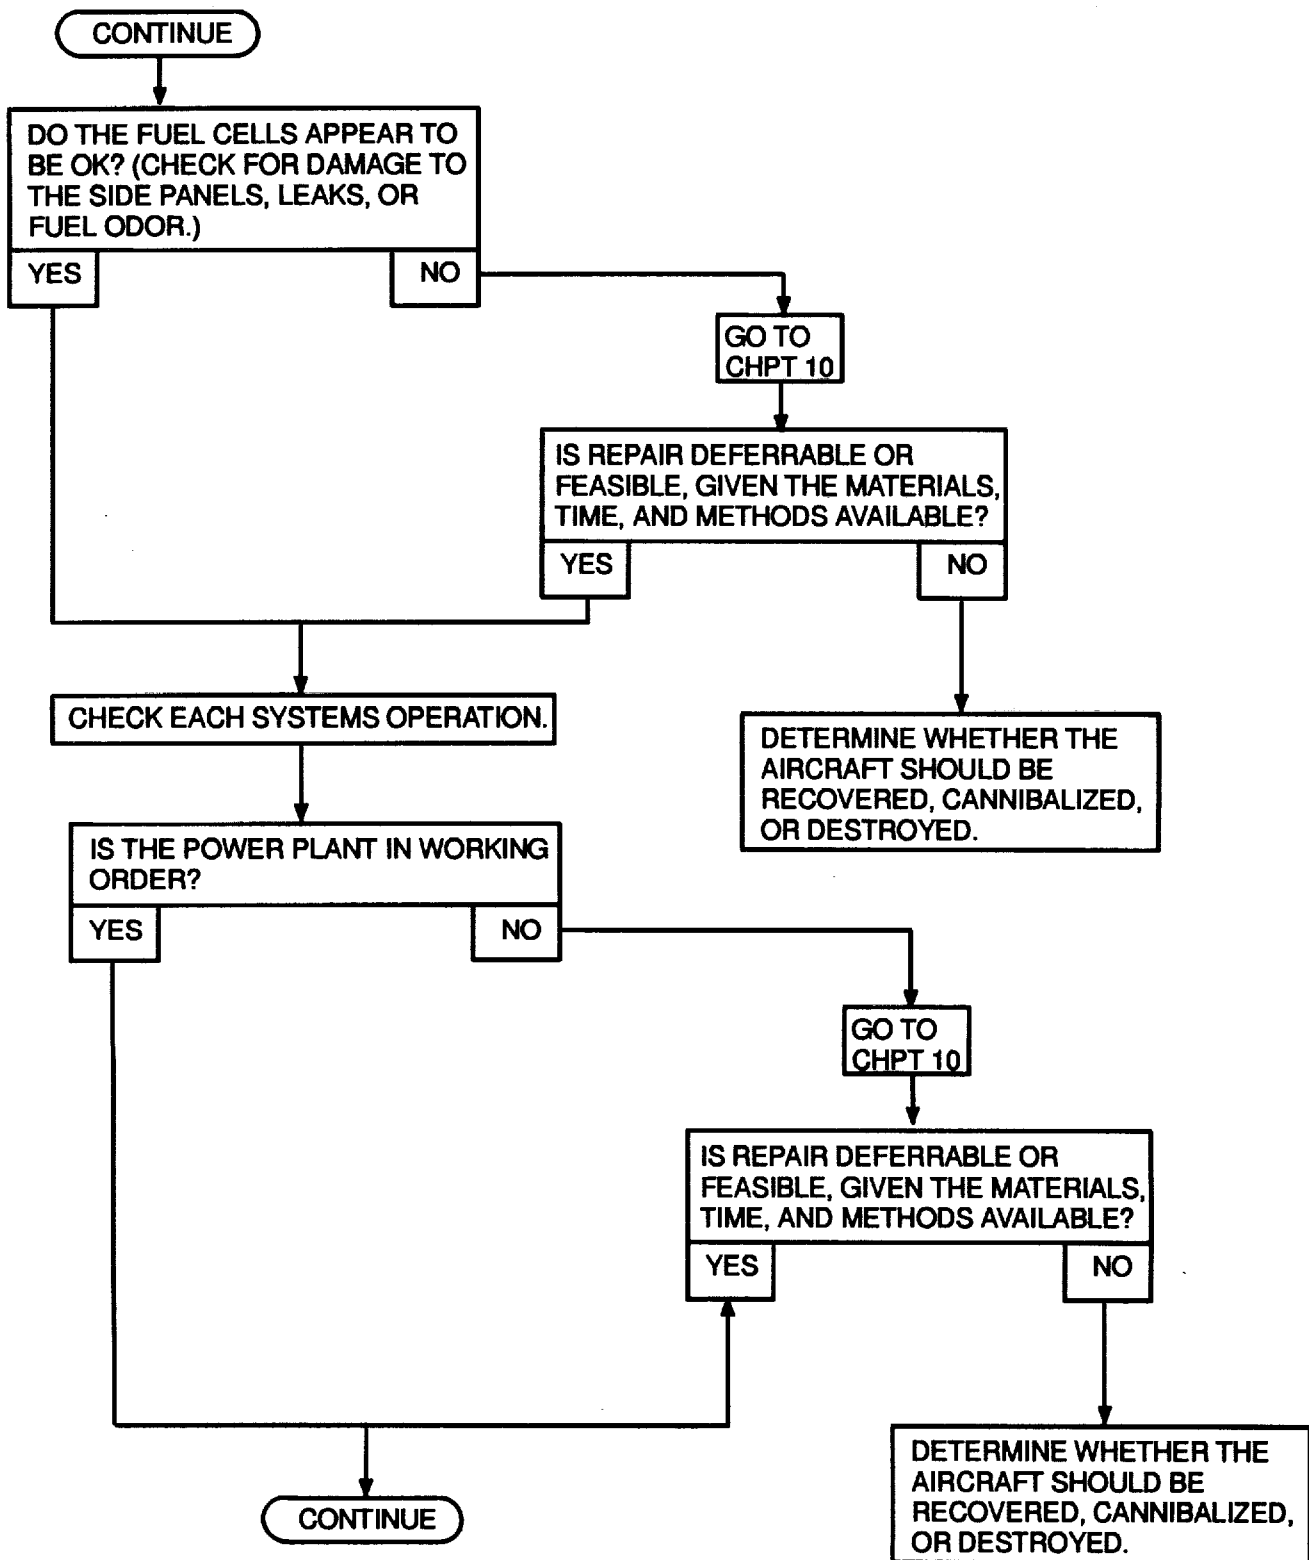 CONTINUE
DO THE FUEL CELLS APPEAR TO
BE OK? (CHECK FOR DAMAGE TO
THE SIDE PANELS, LEAKS, OR
FUEL ODOR.)
YES
NO
GO TO
CHPT 10
IS REPAIR DEFERRABLE OR
FEASIBLE, GIVEN THE MATERIALS,
TIME, AND METHODS AVAILABLE?
YES
NO
CHECK EACH SYSTEMS OPERATION.
DETERMINE WHETHER THE
AIRCRAFT SHOULD BE
RECOVERED, CANNIBALIZED,
OR DESTROYED.
IS THE POWER PLANT IN WORKING
ORDER?
YES
NO
GO TO
CHPT 10
IS REPAIR DEFERRABLE OR
FEASIBLE, GIVEN THE MATERIALS,
TIME, AND METHODS AVAILABLE?
YES
NO
DETERMINE WHETHER THE
AIRCRAFT SHOULD BE
RECOVERED, CANNIBALIZED,
OR DESTROYED.
CONTINUE